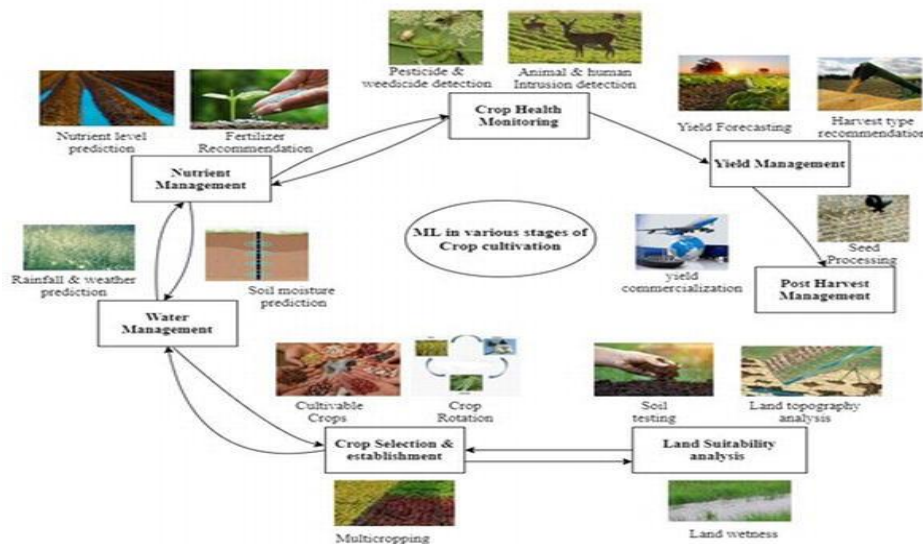 Pesticide &
weedicide detection
Animal & human
Intrusion detection
Crop Health
Monitoring
Nutrient level
prediction
Fertilizer
Recommendation
Yield Forecasting
Harvest type
recommendation
Nutrient
Management
Yield Management
ML in various stages of
Crop cultivation
Rainfall & weather
prediction
Soil moisture
prediction
Seed
Processing
yield
commercialization
Post Harvest
Management
Water
Management
Cultivable
Crops
Crop
Rotation
Soil
testing
Land topography
analysis
Crop Selection &
establishment
Land Suitability
analysis
Multicropping
Land wetness